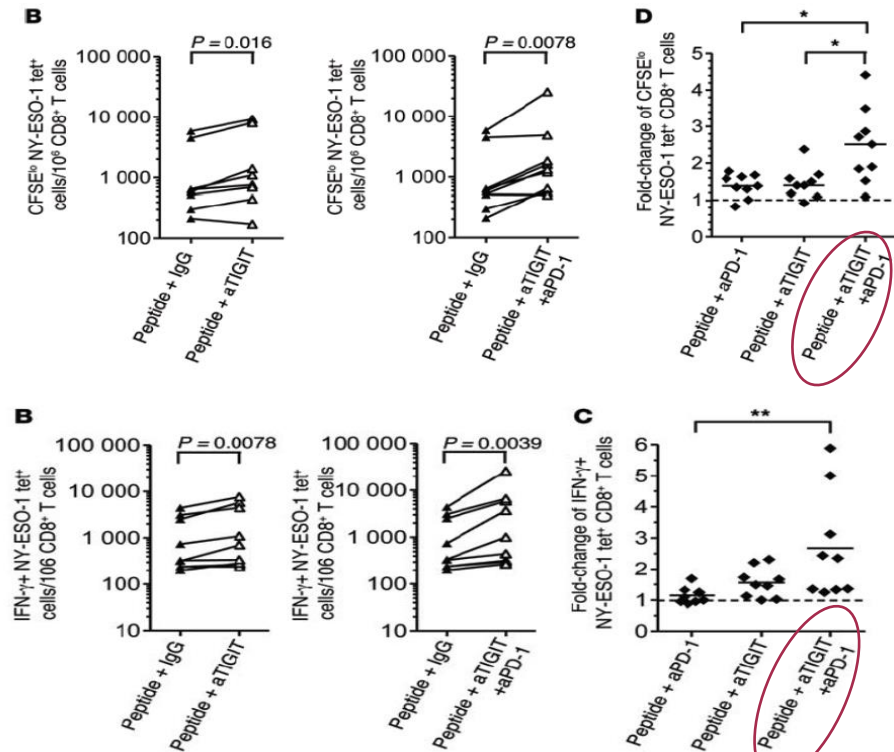 B
P = 0.016
CFSEˡᵒ NY-ESO-1 tet⁺
cells/10⁶ CD8⁺ T cells
100 000
10 000
1 000
100
Peptide + IgG
Peptide + aTIGIT
P = 0.0078
CFSEˡᵒ NY-ESO-1 tet⁺
cells/10⁶ CD8⁺ T cells
100 000
10 000
1 000
100
Peptide + IgG
Peptide + aTIGIT
+aPD-1
D
*
*
Fold-change of CFSEˡᵒ
NY-ESO-1 tet⁺ CD8⁺ T cells
5
4
3
2
1
0
Peptide + aPD-1
Peptide + aTIGIT
Peptide + aTIGIT
+aPD-1
B
P = 0.0078
IFN-γ+ NY-ESO-1 tet⁺
cells/106 CD8⁺ T cells
100 000
10 000
1 000
100
10
Peptide + IgG
Peptide + aTIGIT
P = 0.0039
IFN-γ+ NY-ESO-1 tet⁺
cells/106 CD8⁺ T cells
100 000
10 000
1 000
100
10
Peptide + IgG
Peptide + aTIGIT
+aPD-1
C
**
Fold-change of IFN-γ+
NY-ESO-1 tet⁺ CD8⁺ T cells
6
5
4
3
2
1
0
Peptide + aPD-1
Peptide + aTIGIT
Peptide + aTIGIT
+aPD-1